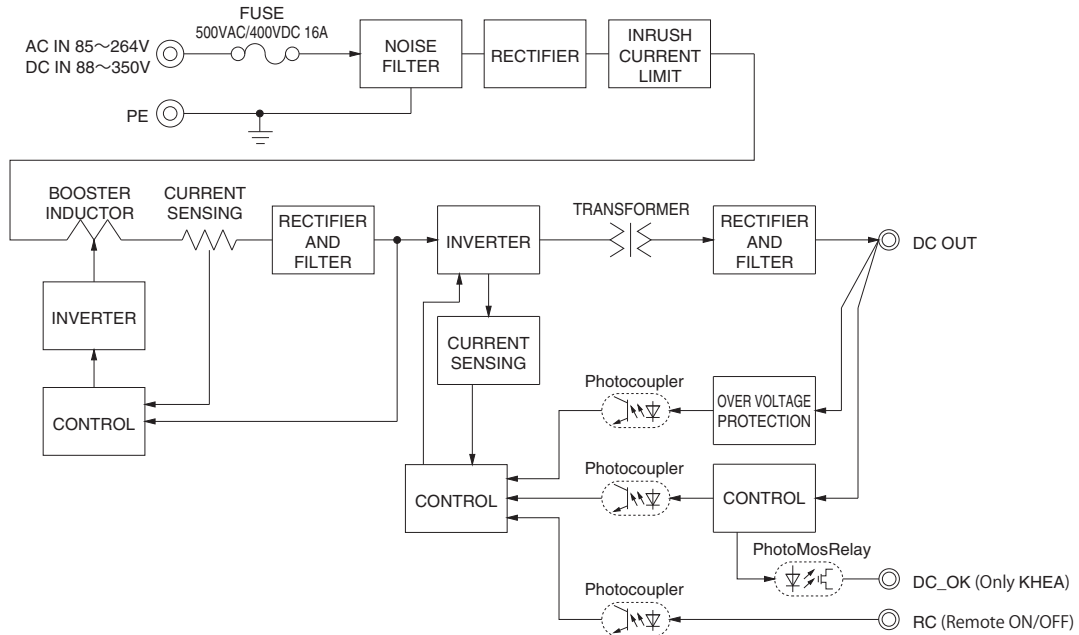 FUSE
500VAC/400VDC 16A
AC IN 85～264V
DC IN 88～350V
NOISE
FILTER
RECTIFIER
INRUSH
CURRENT
LIMIT
PE
BOOSTER
INDUCTOR
CURRENT
SENSING
RECTIFIER
AND
FILTER
INVERTER
TRANSFORMER
RECTIFIER
AND
FILTER
DC OUT
INVERTER
CURRENT
SENSING
CONTROL
Photocoupler
OVER VOLTAGE
PROTECTION
Photocoupler
CONTROL
CONTROL
PhotoMosRelay
DC_OK (Only KHEA)
Photocoupler
RC (Remote ON/OFF)